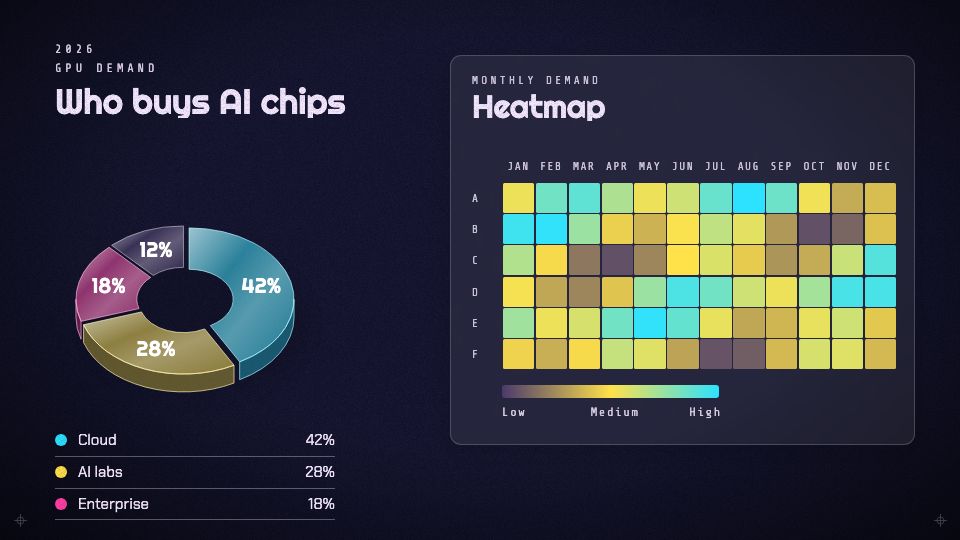 2026
GPU DEMAND
Who buys AI chips
12%
18%
42%
28%
Cloud 42%
AI labs 28%
Enterprise 18%
MONTHLY DEMAND
Heatmap
JAN FEB MAR APR MAY JUN JUL AUG SEP OCT NOV DEC
A
B
C
D
E
F
Low Medium High